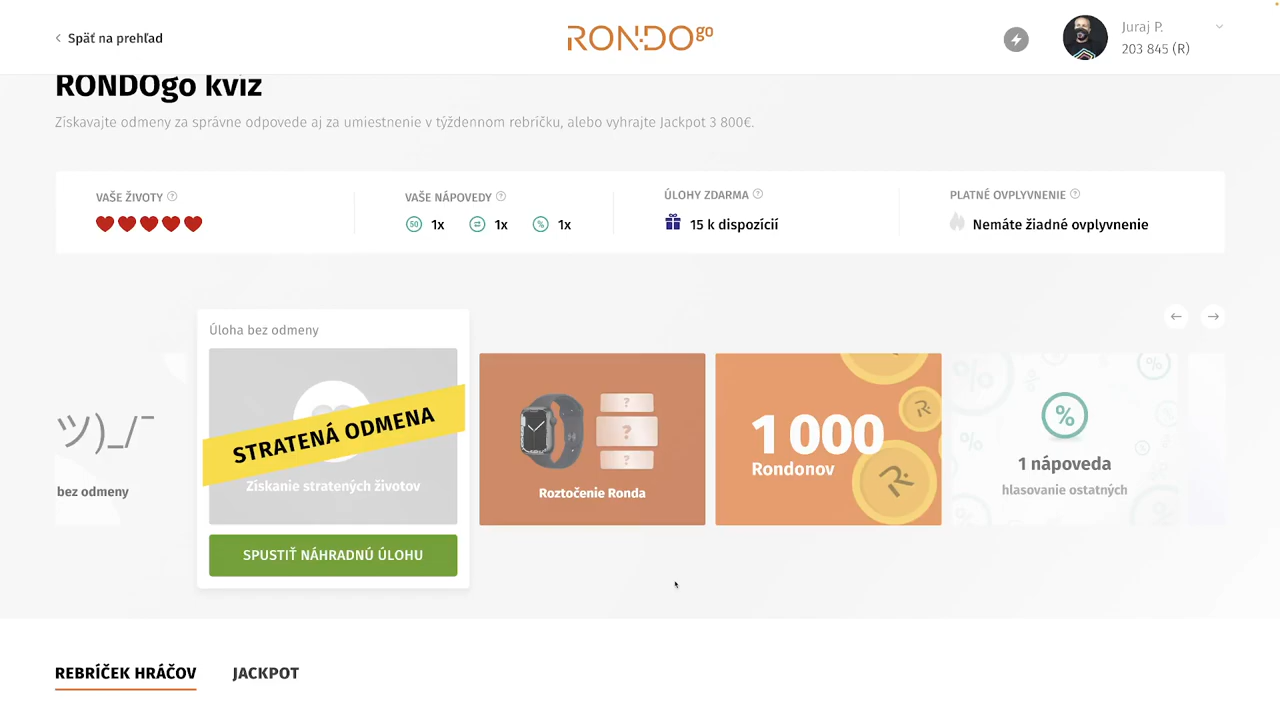 Späť na prehľad
RONDOgo
Juraj P.
203 845 (R)
RONDOgo kvíz
Získavajte odmeny za správne odpovede aj za umiestnenie v týždennom rebríčku, alebo vyhrajte Jackpot 3 800€.
VAŠE ŽIVOTY ?
VAŠE NÁPOVEDY ?
50 1x 1x % 1x
ÚLOHY ZDARMA ?
15 k dispozícií
PLATNÉ OVPLYVNENIE ?
Nemáte žiadné ovplyvnenie
ツ)_/¯
bez odmeny
Úloha bez odmeny
STRATENÁ ODMENA
Získanie stratených životov
SPUSTIŤ NÁHRADNÚ ÚLOHU
?
?
?
Roztočenie Ronda
1 000
Rondonov
%
1 nápoveda
hlasovanie ostatných
REBRÍČEK HRÁČOV
JACKPOT